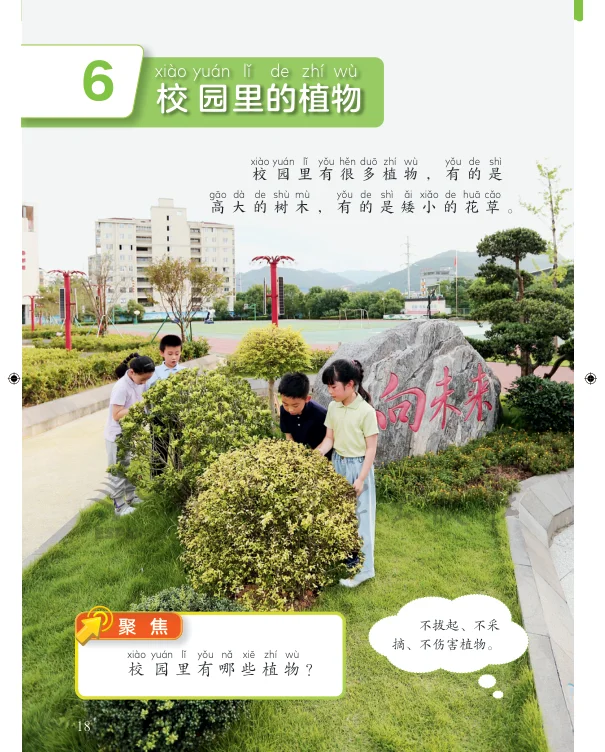 6
xiào yuán lǐ de zhí wù
校园里的植物
xiào yuán lǐ yǒu hěn duō zhí wù yǒu de shì
校园里有很多植物，有的是
gāo dà de shù mù yǒu de shì ǎi xiǎo de huā cǎo
高大的树木，有的是矮小的花草。
向未来
聚焦
xiào yuán lǐ yǒu nǎ xiē zhí wù
校园里有哪些植物？
不拔起、不采
摘、不伤害植物。
18